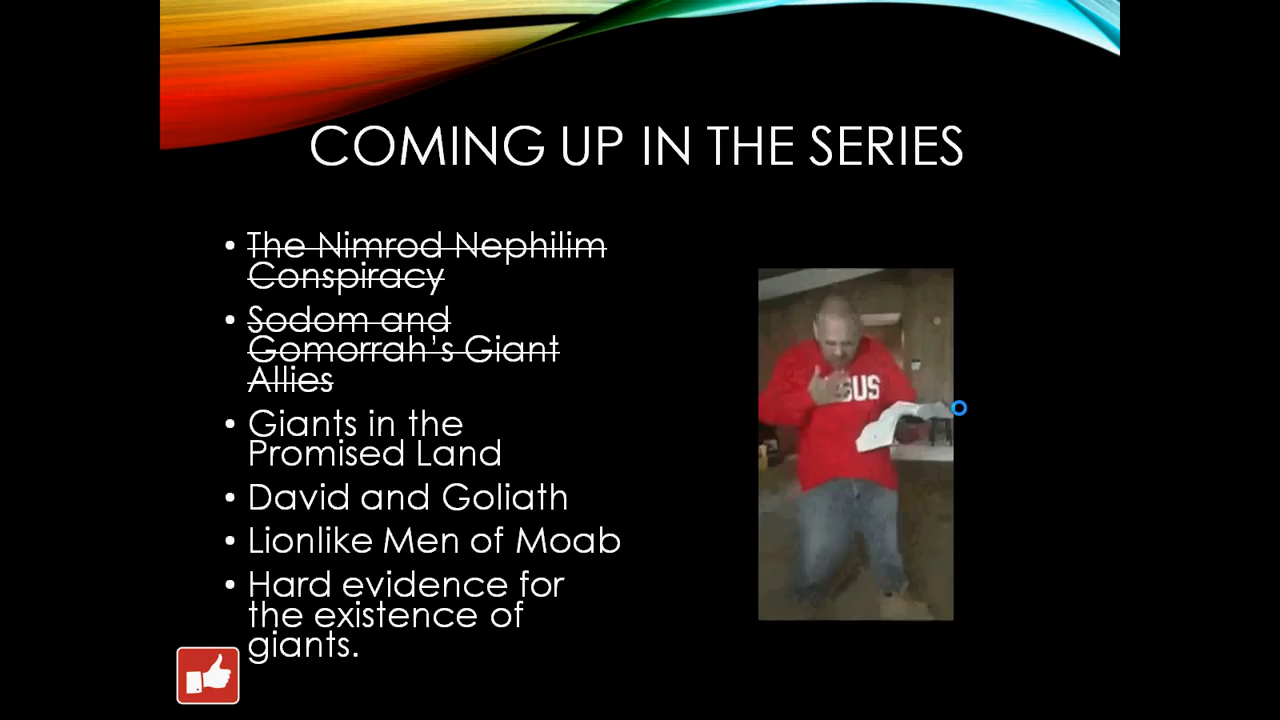 COMING UP IN THE SERIES
• The Nimrod Nephilim
Conspiracy
• Sodom and
Gomorrah's Giant
Allies
• Giants in the
Promised Land
• David and Goliath
• Lionlike Men of Moab
• Hard evidence for
the existence of
giants.